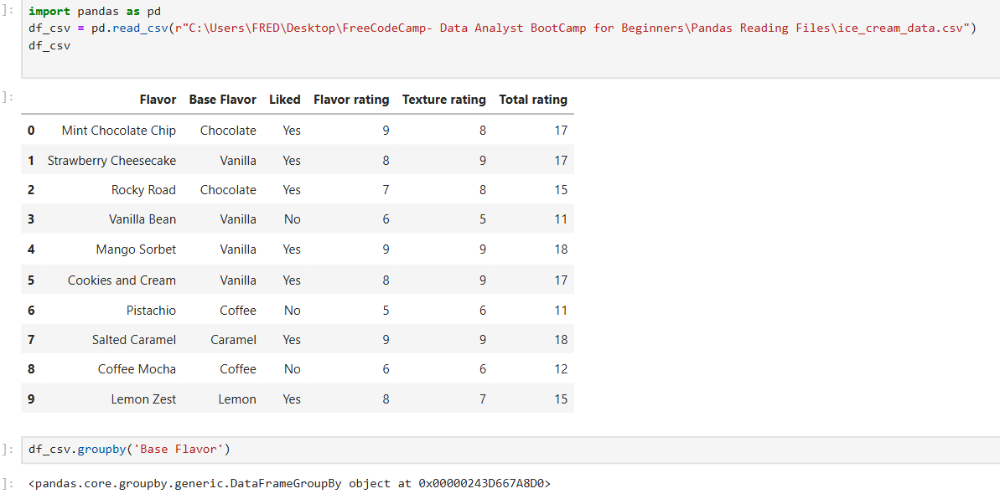 ]:
import pandas as pd
df_csv = pd.read_csv(r"C:\Users\FRED\Desktop\FreeCodeCamp- Data Analyst BootCamp for Beginners\Pandas Reading Files\ice_cream_data.csv")
df_csv
]:
Flavor Base Flavor Liked Flavor rating Texture rating Total rating
0 Mint Chocolate Chip Chocolate Yes 9 8 17
1 Strawberry Cheesecake Vanilla Yes 8 9 17
2 Rocky Road Chocolate Yes 7 8 15
3 Vanilla Bean Vanilla No 6 5 11
4 Mango Sorbet Vanilla Yes 9 9 18
5 Cookies and Cream Vanilla Yes 8 9 17
6 Pistachio Coffee No 5 6 11
7 Salted Caramel Caramel Yes 9 9 18
8 Coffee Mocha Coffee No 6 6 12
9 Lemon Zest Lemon Yes 8 7 15
]: df_csv.groupby('Base Flavor')
]: <pandas.core.groupby.generic.DataFrameGroupBy object at 0x00000243D667A8D0>